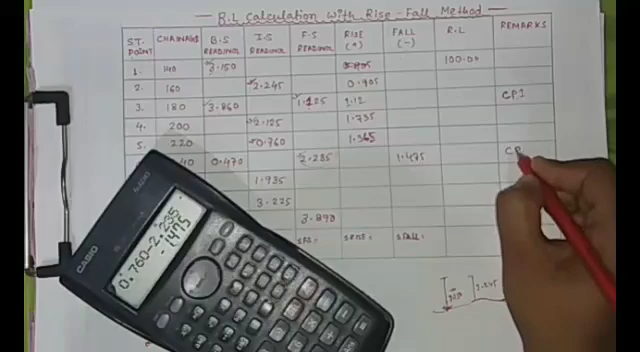 R.L Calculation with Rise-Fall Method
ST. POINT CHAINAGE B.S READING I.S READING F.S READING RISE (+) FALL (-) R.L REMARKS
1. 140 3.150 100.00
2. 160 2.245 0.905
3. 180 3.860 1.125 1.12 CP1
4. 200 2.125 1.735
5. 220 0.760 1.365
40 0.470 2.235 1.475 CP
1.935
3.225
3.890
CASIO
0.760-2.235
-1.475